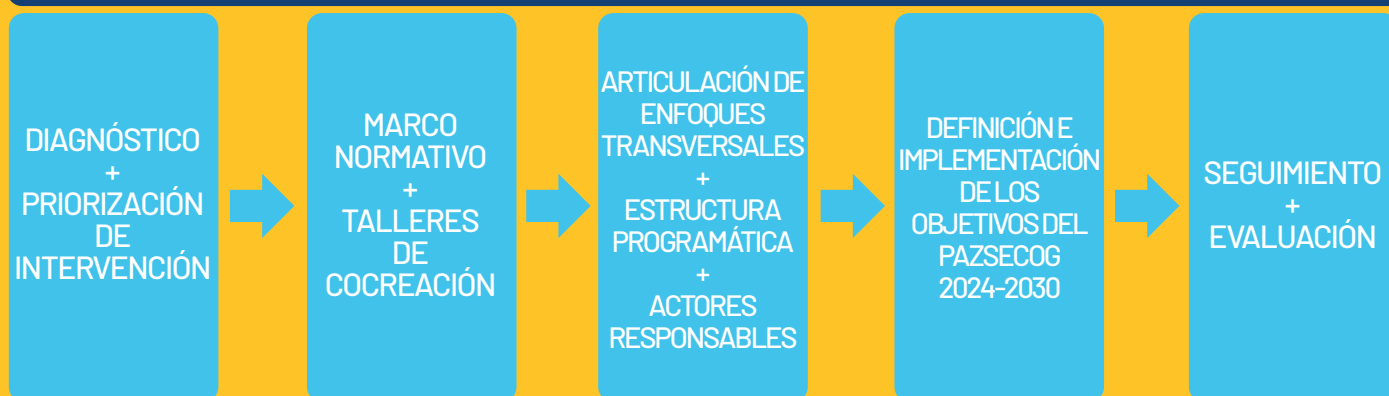 DIAGNÓSTICO
+
PRIORIZACIÓN
DE
INTERVENCIÓN
MARCO
NORMATIVO
+
TALLERES
DE
COCREACIÓN
ARTICULACIÓN DE
ENFOQUES
TRANSVERSALES
+
ESTRUCTURA
PROGRAMÁTICA
+
ACTORES
RESPONSABLES
DEFINICIÓN E
IMPLEMENTACIÓN
DE LOS
OBJETIVOS DEL
PAZSECOG
2024-2030
SEGUIMIENTO
+
EVALUACIÓN